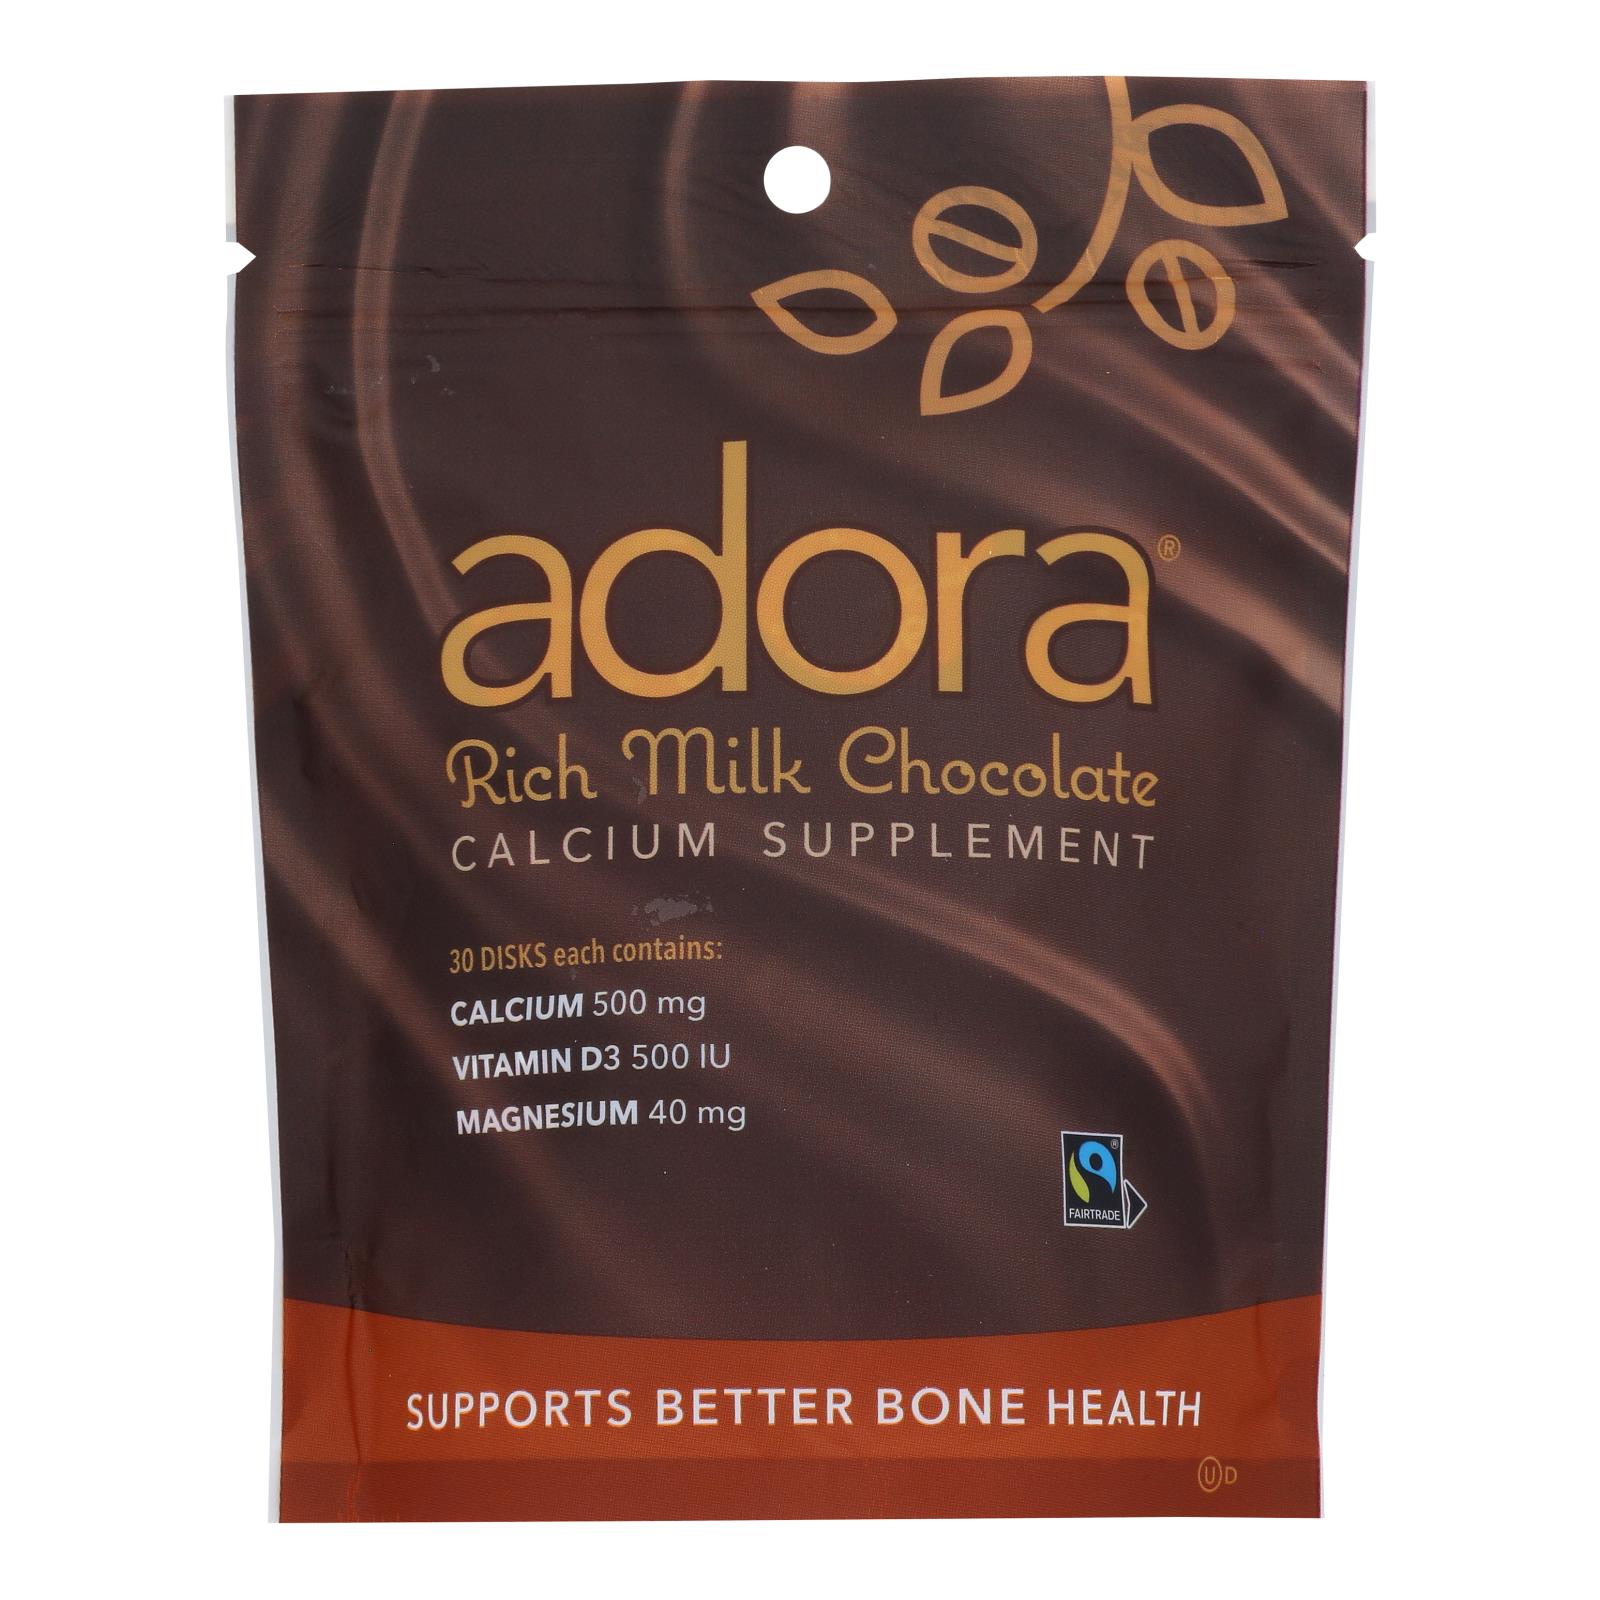 adora®
Rich Milk Chocolate
CALCIUM SUPPLEMENT
30 DISKS each contains:
CALCIUM 500 mg
VITAMIN D3 500 IU
MAGNESIUM 40 mg
®
FAIRTRADE
SUPPORTS BETTER BONE HEALTH
Ⓤ D